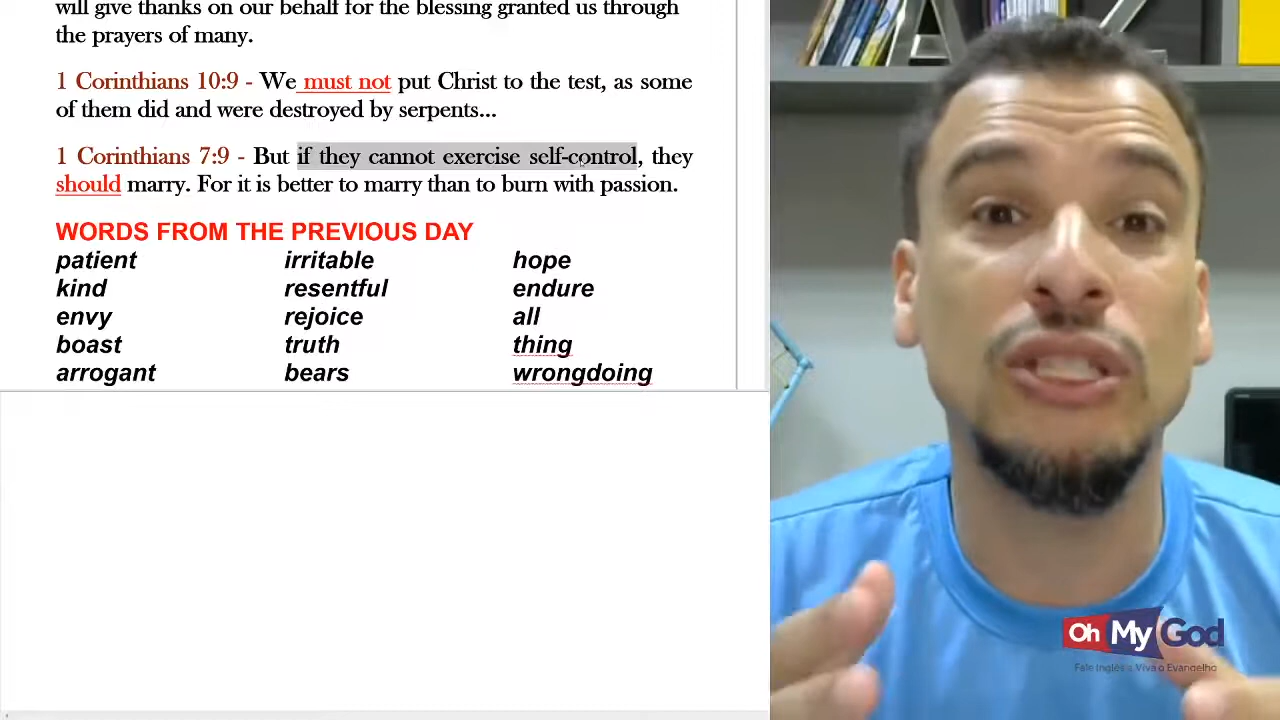 will give thanks on our behalf for the blessing granted us through
the prayers of many.
1 Corinthians 10:9 - We must not put Christ to the test, as some
of them did and were destroyed by serpents...
1 Corinthians 7:9 - But if they cannot exercise self-control, they
should marry. For it is better to marry than to burn with passion.
WORDS FROM THE PREVIOUS DAY
patient irritable hope
kind resentful endure
envy rejoice all
boast truth thing
arrogant bears wrongdoing
Oh My God
Fale Inglês e Viva o Evangelho